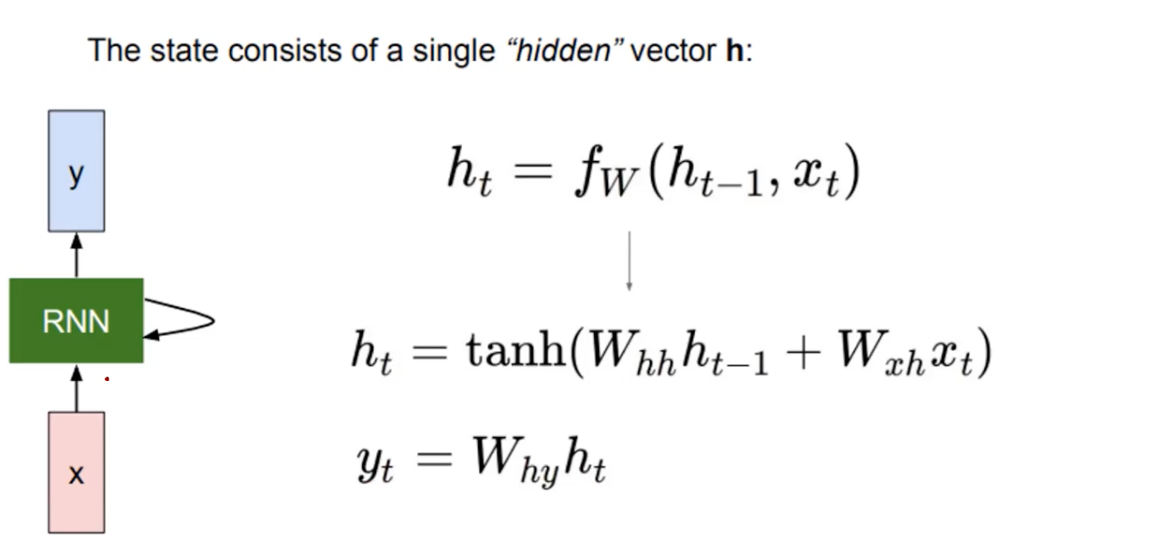 The state consists of a single “hidden” vector h:
y
h_t = f_W(h_{t-1}, x_t)
RNN
h_t = tanh(W_{hh}h_{t-1} + W_{xh}x_t)
x
y_t = W_{hy}h_t